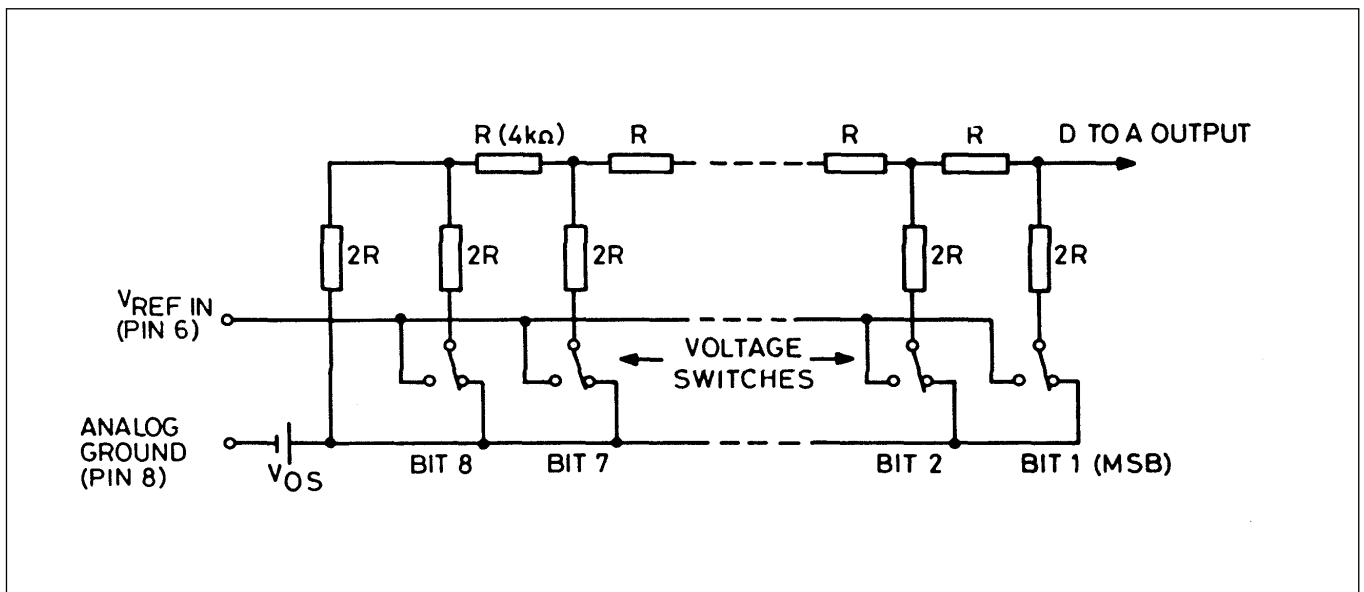 R (4kΩ) R R R D TO A OUTPUT
2R 2R 2R 2R 2R
VREF IN
(PIN 6)
VOLTAGE
SWITCHES
ANALOG
GROUND
(PIN 8)
VOS
BIT 8 BIT 7 BIT 2 BIT 1 (MSB)